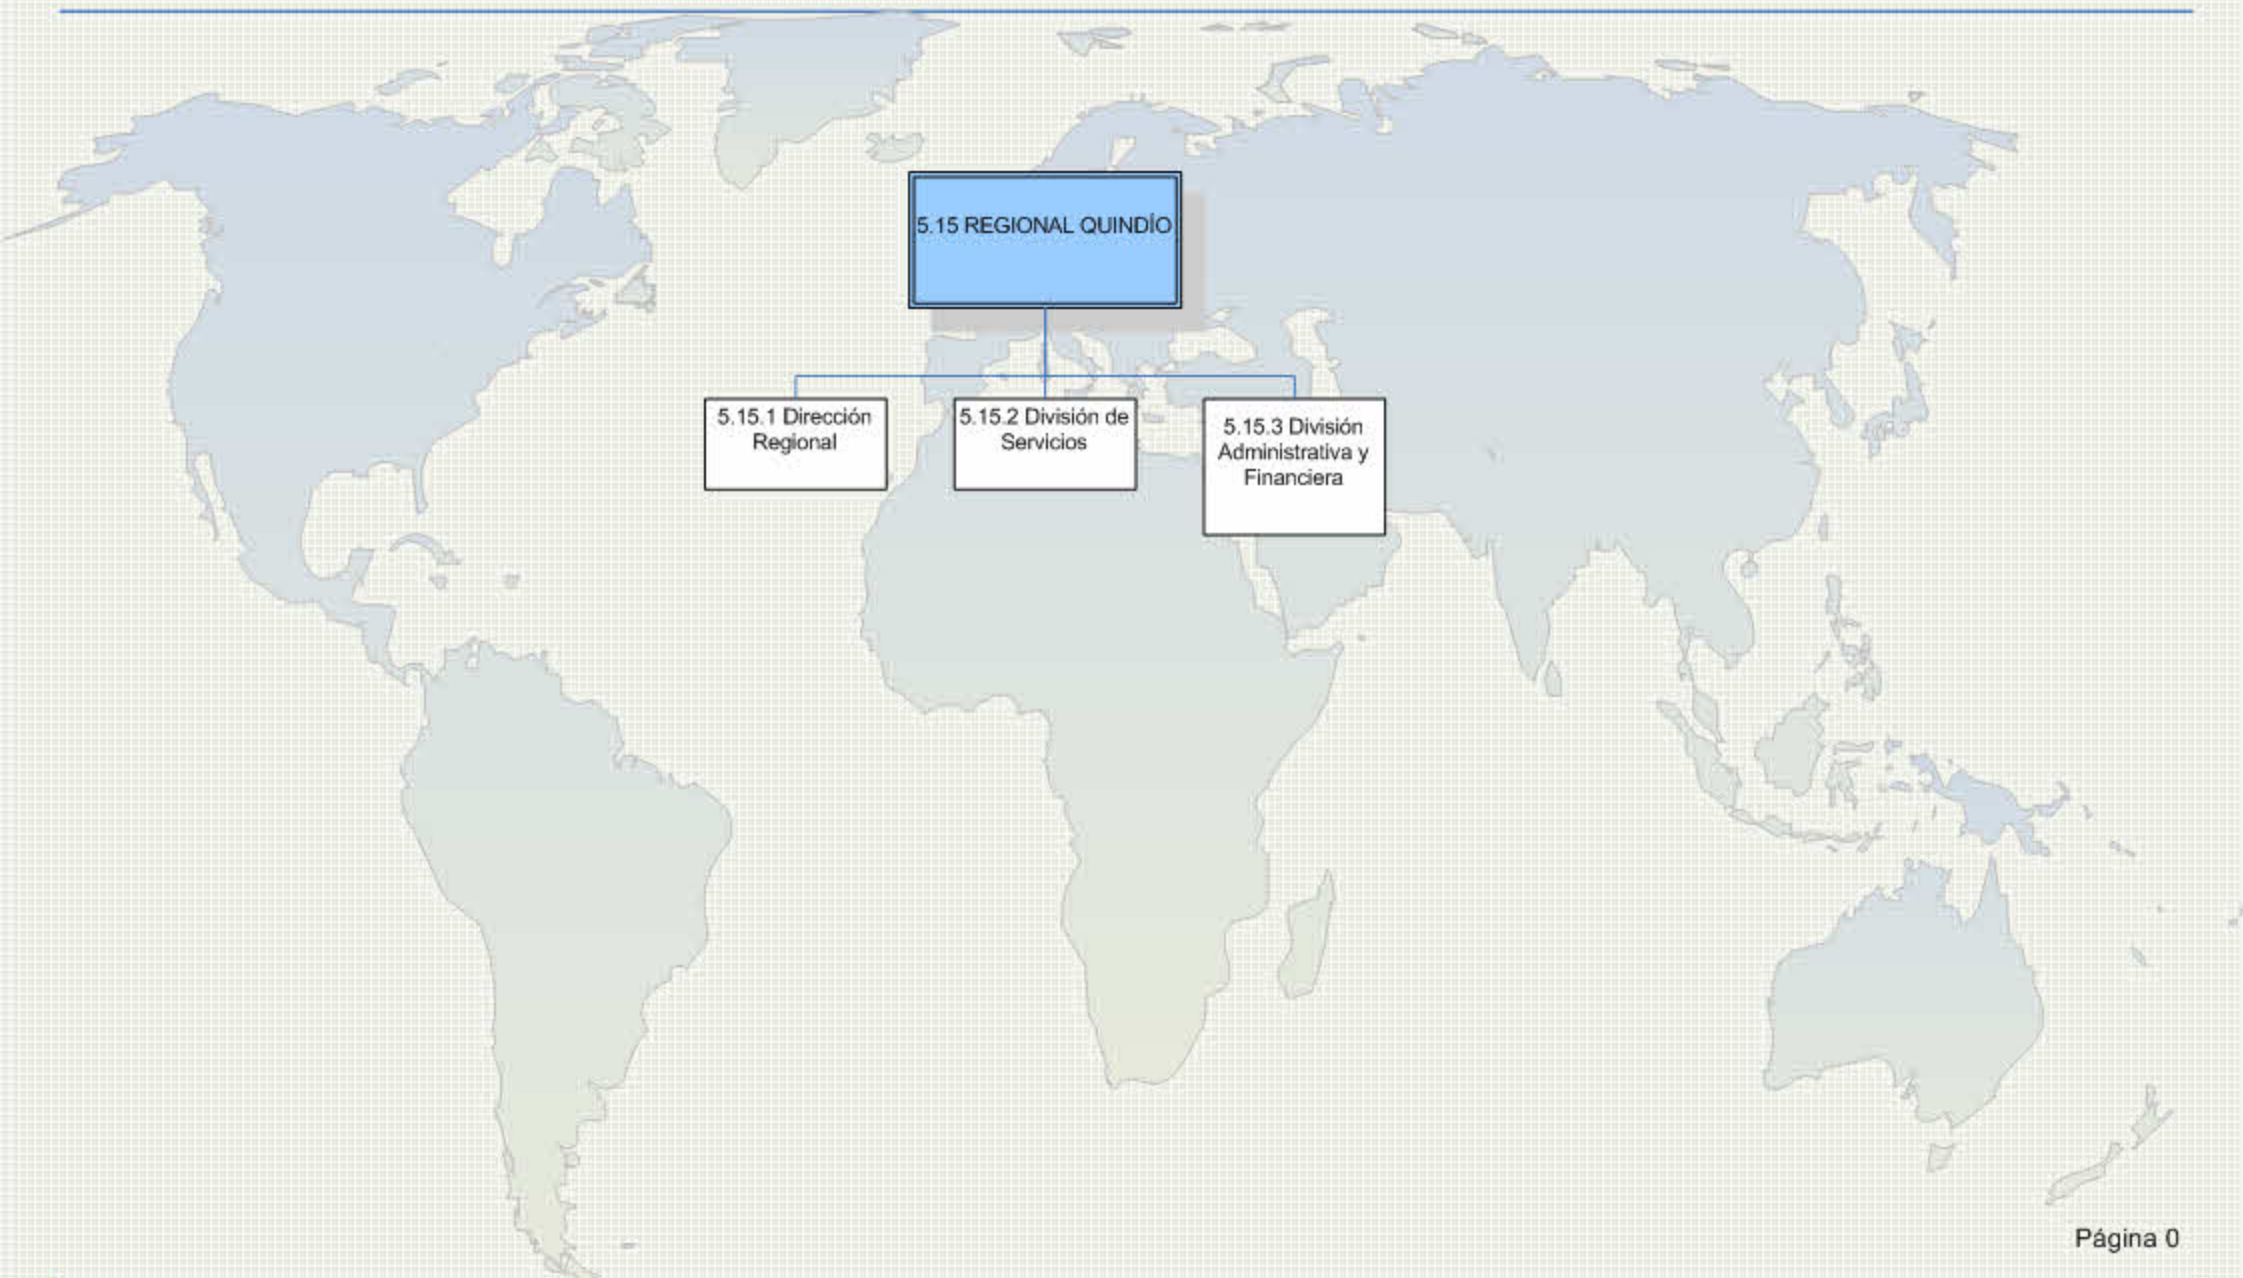 5.15 REGIONAL QUINDÍO
5.15.1 Dirección
Regional
5.15.2 División de
Servicios
5.15.3 División
Administrativa y
Financiera
Página 0